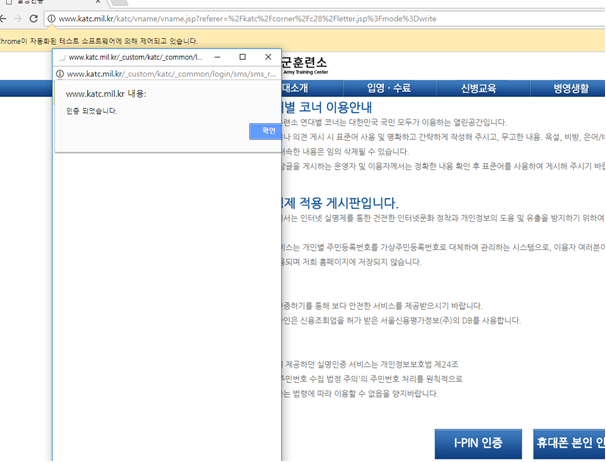 www.katc.mil.kr/katc/vname/vname.jsp?referer=%2Fkatc%2Fcorner%2Fc28%2Fletter.jsp%3Fmode%3Dwrite
Chrome이 자동화된 테스트 소프트웨어에 의해 제어되고 있습니다.
www.katc.mil.kr/_custom/katc/_common/l...
www.katc.mil.kr/_custom/katc/_common/login/sms/sms_r...
www.katc.mil.kr 내용:
인증 되었습니다.
확인
군훈련소
Army Training Center
대소개 입영·수료 신병교육 병영생활
대별 코너 이용안내
련소 연대별 코너는 대한민국 국민 모두가 이용하는 열린공간입니다.
나 의견 게시 시 표준어 사용 및 명확하고 간략하게 작성해 주시고, 무고한 내용. 욕설, 비방, 은어/비
저속한 내용은 임의 삭제될 수 있습니다.
답글을 게시하는 운영자 및 이용자께서는 정확한 내용 확인 후 표준어를 사용하여 게시해 주시기 바랍
제 적용 게시판입니다.
에서는 인터넷 실명제를 통한 건전한 인터넷문화 정착과 개인정보의 도용 및 유출을 방지하기 위하여
비스는 개인별 주민등록번호를 가상주민등록번호로 대체하여 관리하는 시스템으로, 이용자 여러분이
용되며 저희 홈페이지에 저장되지 않습니다.
인증하기를 통해 보다 안전한 서비스를 제공받으시기 바랍니다.
확인은 신용조회업을 허가 받은 서울신용평가정보(주)의 DB를 사용합니다.
제공하던 실명인증 서비스는 개인정보보호법 제24조
'주민번호 수집 법정 주의'의 주민번호 처리를 원칙적으로
는 법령에 따라 이용할 수 없음을 양지바랍니다.
I-PIN 인증
휴대폰 본인 인